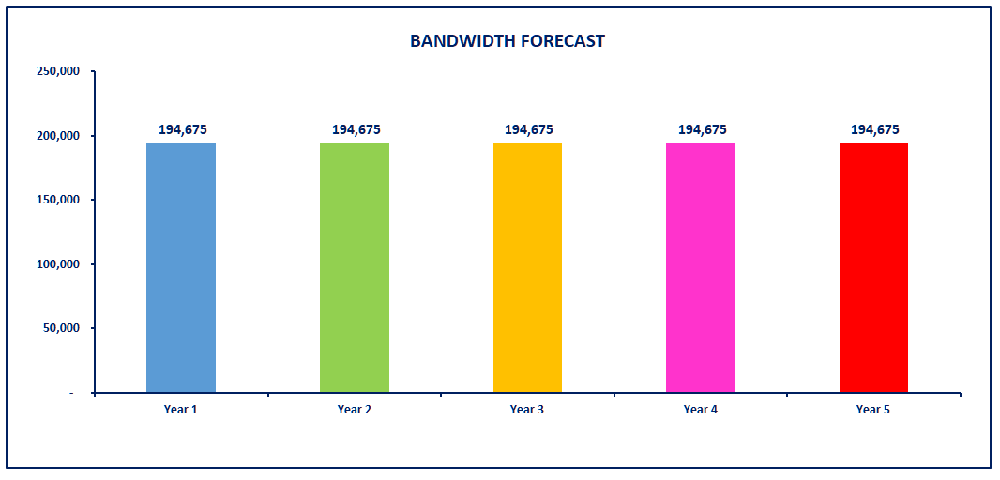 BANDWIDTH FORECAST
250,000
200,000
150,000
100,000
50,000
-
194,675 194,675 194,675 194,675 194,675
Year 1 Year 2 Year 3 Year 4 Year 5